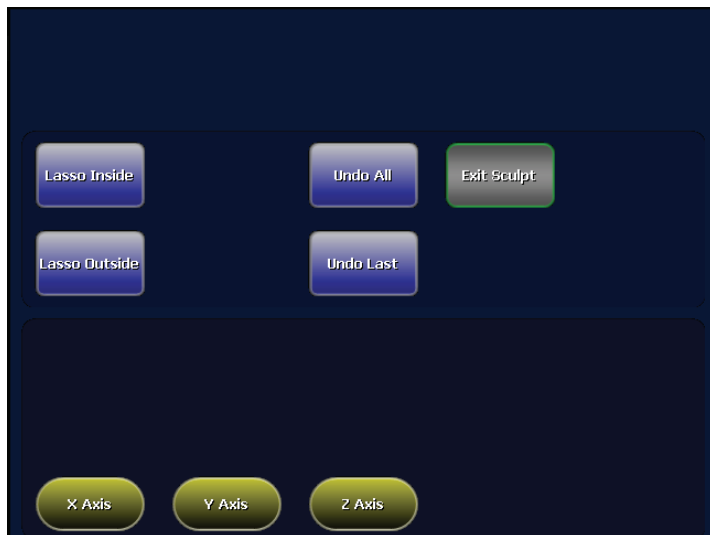 Lasso Inside
Undo All
Exit Sculpt
Lasso Outside
Undo Last
X Axis
Y Axis
Z Axis